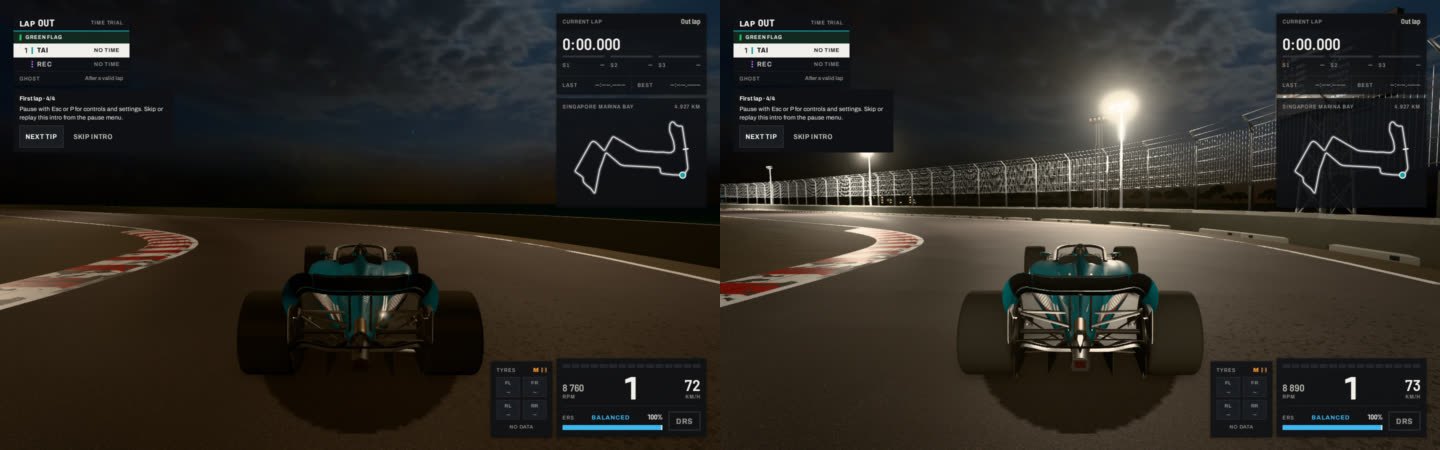 LAP OUT TIME TRIAL
GREEN FLAG
1 TAI NO TIME
REC NO TIME
GHOST After a valid lap
First lap · 4/4
Pause with Esc or P for controls and settings. Skip or
replay this intro from the pause menu.
NEXT TIP SKIP INTRO
CURRENT LAP Out lap
0:00.000
S1 – S2 – S3 –
LAST –:––.––– BEST –:––.–––
SINGAPORE MARINA BAY 4.937 KM
TYRES M
FL FR
– –
RL RR
– –
NO DATA
8 760 RPM
1
72 KM/H
ERS BALANCED 100%
DRS
LAP OUT TIME TRIAL
GREEN FLAG
1 TAI NO TIME
REC NO TIME
GHOST After a valid lap
First lap · 4/4
Pause with Esc or P for controls and settings. Skip or
replay this intro from the pause menu.
NEXT TIP SKIP INTRO
CURRENT LAP Out lap
0:00.000
S1 – S2 – S3 –
LAST –:––.––– BEST –:––.–––
SINGAPORE MARINA BAY 4.937 KM
TYRES M
FL FR
– –
RL RR
– –
NO DATA
8 890 RPM
1
73 KM/H
ERS BALANCED 100%
DRS